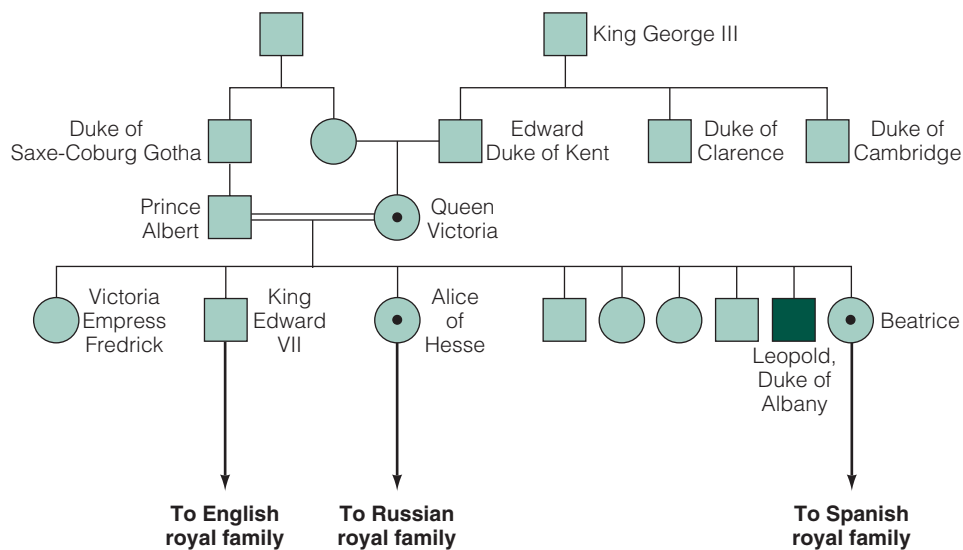 King George III
Duke of
Saxe-Coburg Gotha
Edward
Duke of Kent
Duke of
Clarence
Duke of
Cambridge
Prince
Albert
Queen
Victoria
Victoria
Empress
Fredrick
King
Edward
VII
Alice
of
Hesse
Leopold,
Duke of
Albany
Beatrice
To English
royal family
To Russian
royal family
To Spanish
royal family